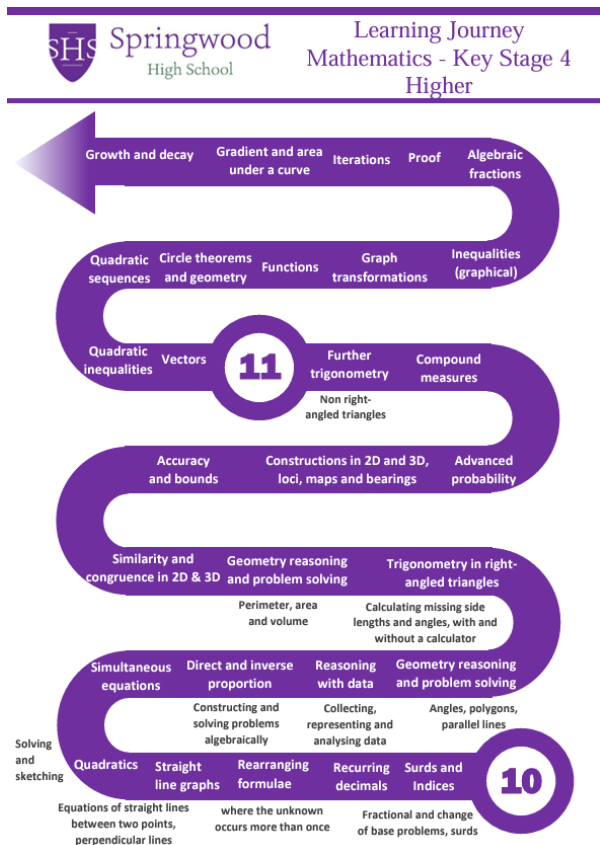 SHS
Springwood
High School
Learning Journey
Mathematics - Key Stage 4
Higher
Growth and decay
Gradient and area
under a curve
Iterations
Proof
Algebraic
fractions
Quadratic
sequences
Circle theorems
and geometry
Functions
Graph
transformations
Inequalities
(graphical)
Quadratic
inequalities
Vectors
11
Further
trigonometry
Compound
measures
Non right-
angled triangles
Accuracy
and bounds
Constructions in 2D and 3D,
loci, maps and bearings
Advanced
probability
Similarity and
congruence in 2D & 3D
Geometry reasoning
and problem solving
Trigonometry in right-
angled triangles
Perimeter, area
and volume
Calculating missing side
lengths and angles, with and
without a calculator
Simultaneous
equations
Direct and inverse
proportion
Reasoning
with data
Geometry reasoning
and problem solving
Constructing and
solving problems
algebraically
Collecting,
representing and
analysing data
Angles, polygons,
parallel lines
Solving
and
sketching
Quadratics
Straight
line graphs
Rearranging
formulae
Recurring
decimals
Surds and
Indices
10
Equations of straight lines
between two points,
perpendicular lines
where the unknown
occurs more than once
Fractional and change
of base problems, surds